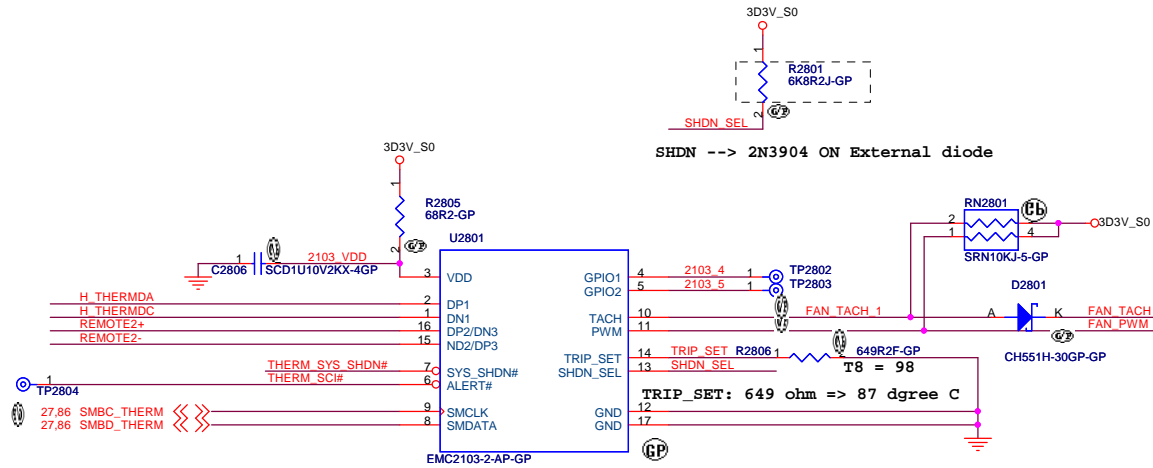 3D3V_S0
1
R2801
6K8R2J-GP
2
G/P
SHDN_SEL
SHDN --> 2N3904 ON External diode
3D3V_S0
1
R2805
68R2-GP
2
G/P
U2801
1
2103_VDD
C2806
SCD1U10V2KX-4GP
3
VDD
H_THERMDA
2
DP1
H_THERMDC
1
DN1
REMOTE2+
16
DP2/DN3
REMOTE2-
15
ND2/DP3
THERM_SYS_SHDN#
7
SYS_SHDN#
1
THERM_SCI#
6
ALERT#
TP2804
27,86 SMBC_THERM
9
SMCLK
27,86 SMBD_THERM
8
SMDATA
EMC2103-2-AP-GP
GPIO1
4
2103_4
1
TP2802
GPIO2
5
2103_5
1
TP2803
TACH
10
FAN_TACH_1
PWM
11
TRIP_SET
14
TRIP_SET
R2806
1
2
649R2F-GP
SHDN_SEL
13
SHDN_SEL
T8 = 98
TRIP_SET: 649 ohm => 87 dgree C
GND
12
GND
17
GP
RN2801
2
1
4
3D3V_S0
SRN10KJ-5-GP
D2801
A
K
FAN_TACH
FAN_PWM
G/P
CH551H-30GP-GP